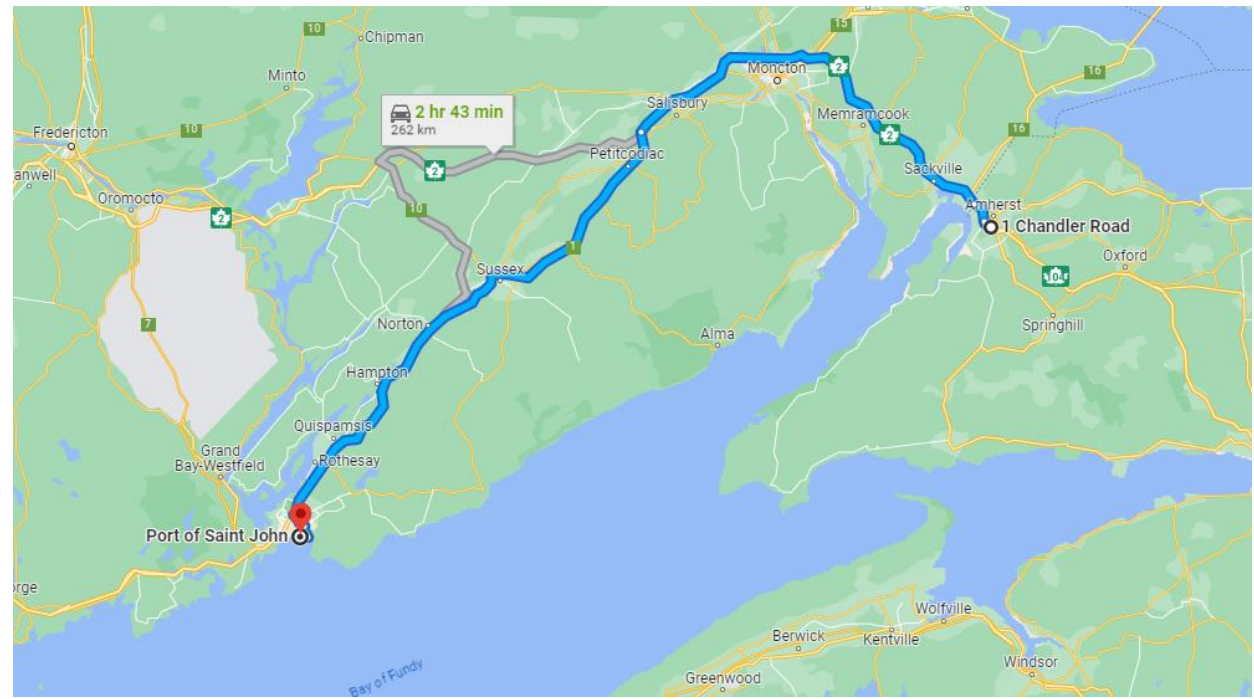 10
15
Chipman
Minto
Moncton
2
16
2 hr 43 min
262 km
Salisbury
Memramcook
10
16
Fredericton
2
Petitcodiac
2
Sackville
anwell
Oromocto
2
10
Amherst
1 Chandler Road
1
Oxford
Sussex
104
Norton
7
Springhill
Alma
Hampton
Quispamsis
Grand
Bay-Westfield
Rothesay
Port of Saint John
orge
Wolfville
Berwick
Kentville
Windsor
Greenwood
Bay of Fundy